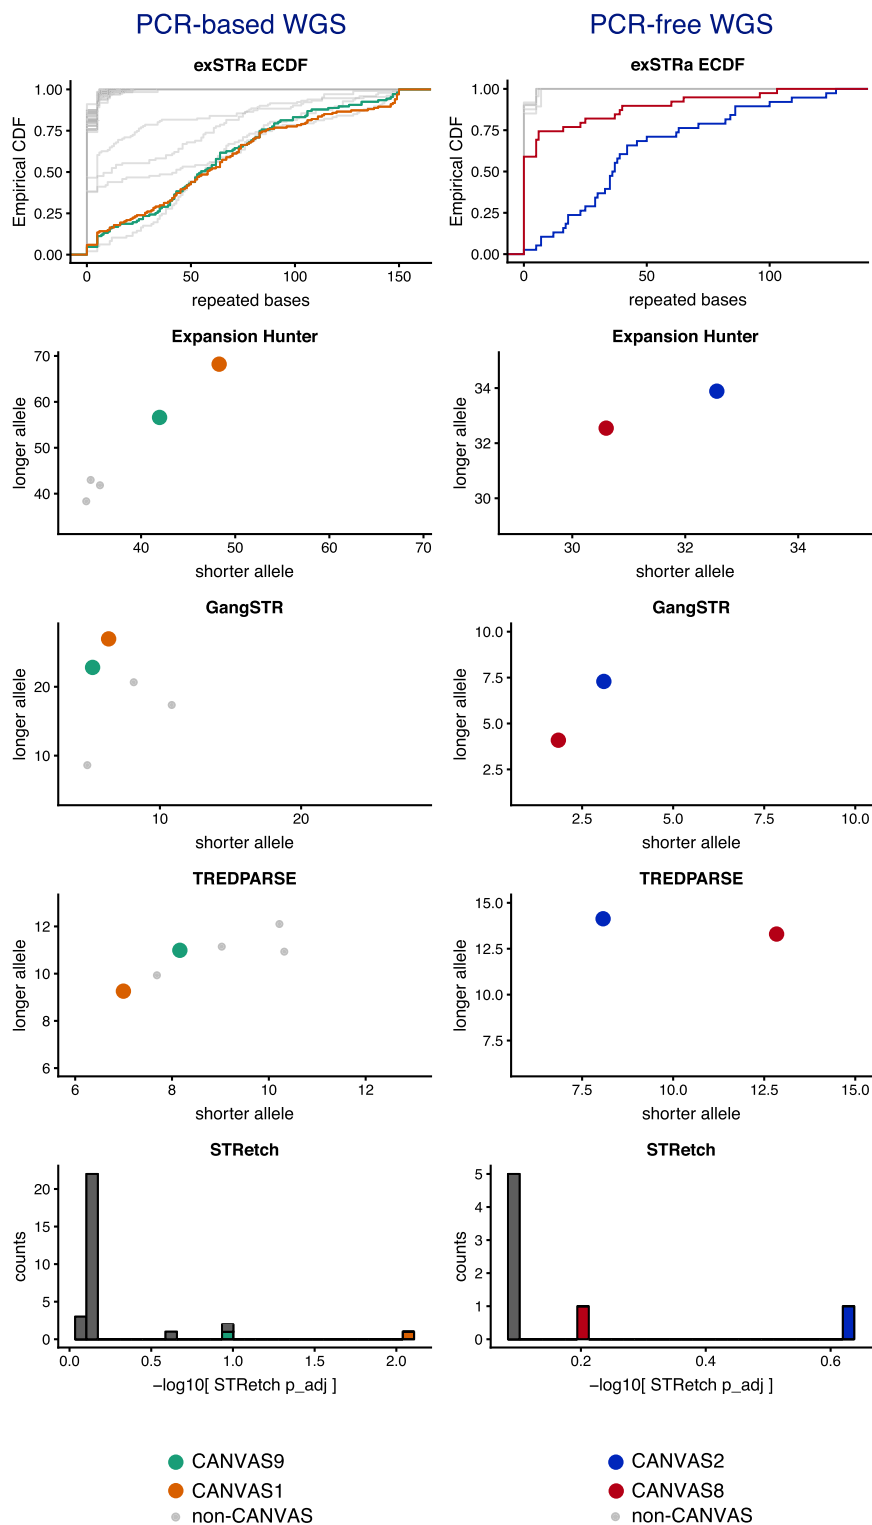 PCR-based WGS
PCR-free WGS
exSTRa ECDF
1.00
0.75
0.50
0.25
0.00
Empirical CDF
0
50
100
150
repeated bases
exSTRa ECDF
1.00
0.75
0.50
0.25
0.00
Empirical CDF
0
50
100
repeated bases
Expansion Hunter
70
60
50
40
longer allele
40
50
60
70
shorter allele
Expansion Hunter
34
32
30
longer allele
30
32
34
shorter allele
GangSTR
20
10
longer allele
10
20
shorter allele
GangSTR
10.0
7.5
5.0
2.5
longer allele
2.5
5.0
7.5
10.0
shorter allele
TREDPARSE
12
10
8
6
longer allele
6
8
10
12
shorter allele
TREDPARSE
15.0
12.5
10.0
7.5
longer allele
7.5
10.0
12.5
15.0
shorter allele
STRetch
20
15
10
5
0
counts
0.0
0.5
1.0
1.5
2.0
−log10[ STRetch p_adj ]
STRetch
5
4
3
2
1
0
counts
0.2
0.4
0.6
−log10[ STRetch p_adj ]
CANVAS9
CANVAS1
non-CANVAS
CANVAS2
CANVAS8
non-CANVAS